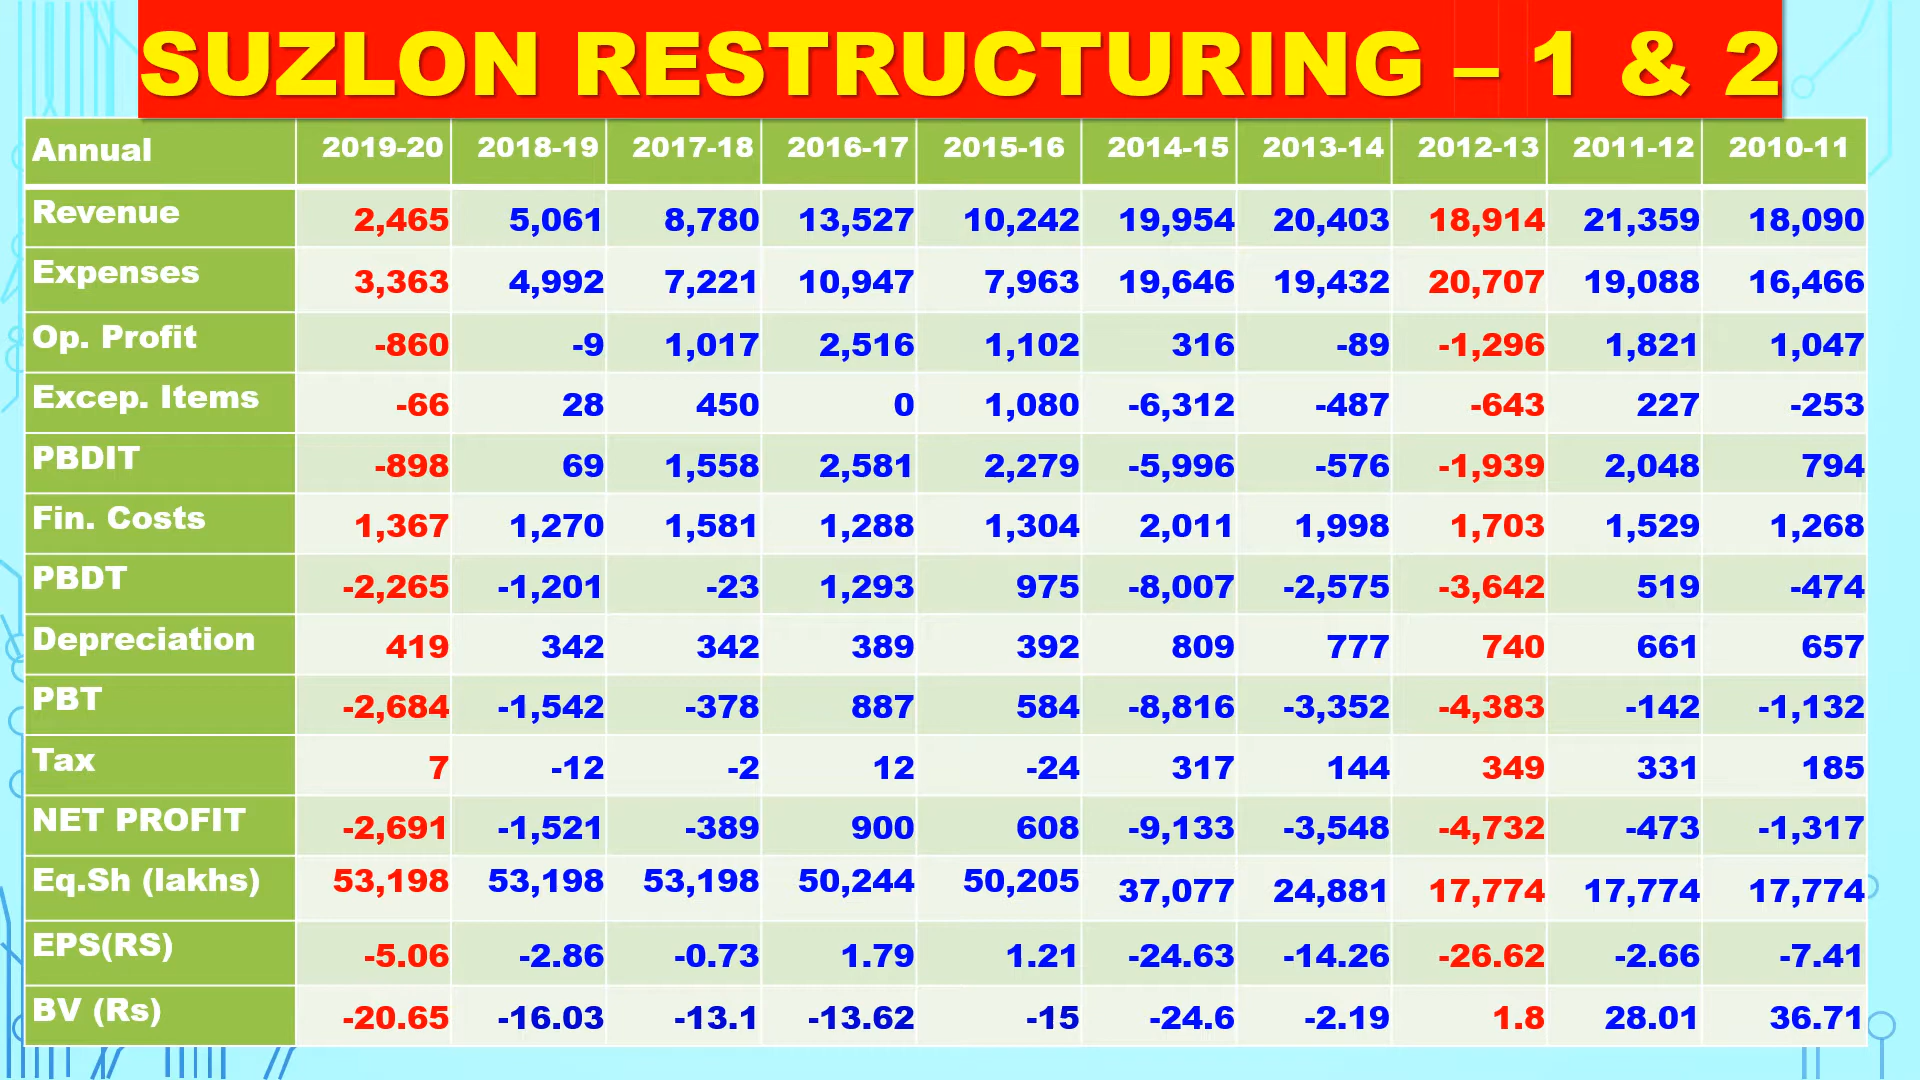 SUZLON RESTRUCTURING – 1 & 2
Annual 2019-20 2018-19 2017-18 2016-17 2015-16 2014-15 2013-14 2012-13 2011-12 2010-11
Revenue 2,465 5,061 8,780 13,527 10,242 19,954 20,403 18,914 21,359 18,090
Expenses 3,363 4,992 7,221 10,947 7,963 19,646 19,432 20,707 19,088 16,466
Op. Profit -860 -9 1,017 2,516 1,102 316 -89 -1,296 1,821 1,047
Excep. Items -66 28 450 0 1,080 -6,312 -487 -643 227 -253
PBDIT -898 69 1,558 2,581 2,279 -5,996 -576 -1,939 2,048 794
Fin. Costs 1,367 1,270 1,581 1,288 1,304 2,011 1,998 1,703 1,529 1,268
PBDT -2,265 -1,201 -23 1,293 975 -8,007 -2,575 -3,642 519 -474
Depreciation 419 342 342 389 392 809 777 740 661 657
PBT -2,684 -1,542 -378 887 584 -8,816 -3,352 -4,383 -142 -1,132
Tax 7 -12 -2 12 -24 317 144 349 331 185
NET PROFIT -2,691 -1,521 -389 900 608 -9,133 -3,548 -4,732 -473 -1,317
Eq.Sh (lakhs) 53,198 53,198 53,198 50,244 50,205 37,077 24,881 17,774 17,774 17,774
EPS(RS) -5.06 -2.86 -0.73 1.79 1.21 -24.63 -14.26 -26.62 -2.66 -7.41
BV (Rs) -20.65 -16.03 -13.1 -13.62 -15 -24.6 -2.19 1.8 28.01 36.71